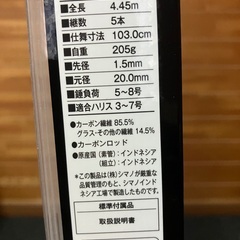 ■全長 4.45m
■継数 5本
■仕舞寸法 103.0cm
■自重 205g
■先径 1.5mm
■元径 20.0mm
■錘負荷 5~8号
■適合ハリス 3~7号
●カーボン繊維 85.5%
グラス・その他繊維 14.5%
●カーボンロッド
●原産国(素管):インドネシア
(組立):インドネシア
※この製品は(株)シマノが厳重な
品質管理のもと、シマノインド
ネシア工場で製造したものです。
標準付属品
取扱説明書